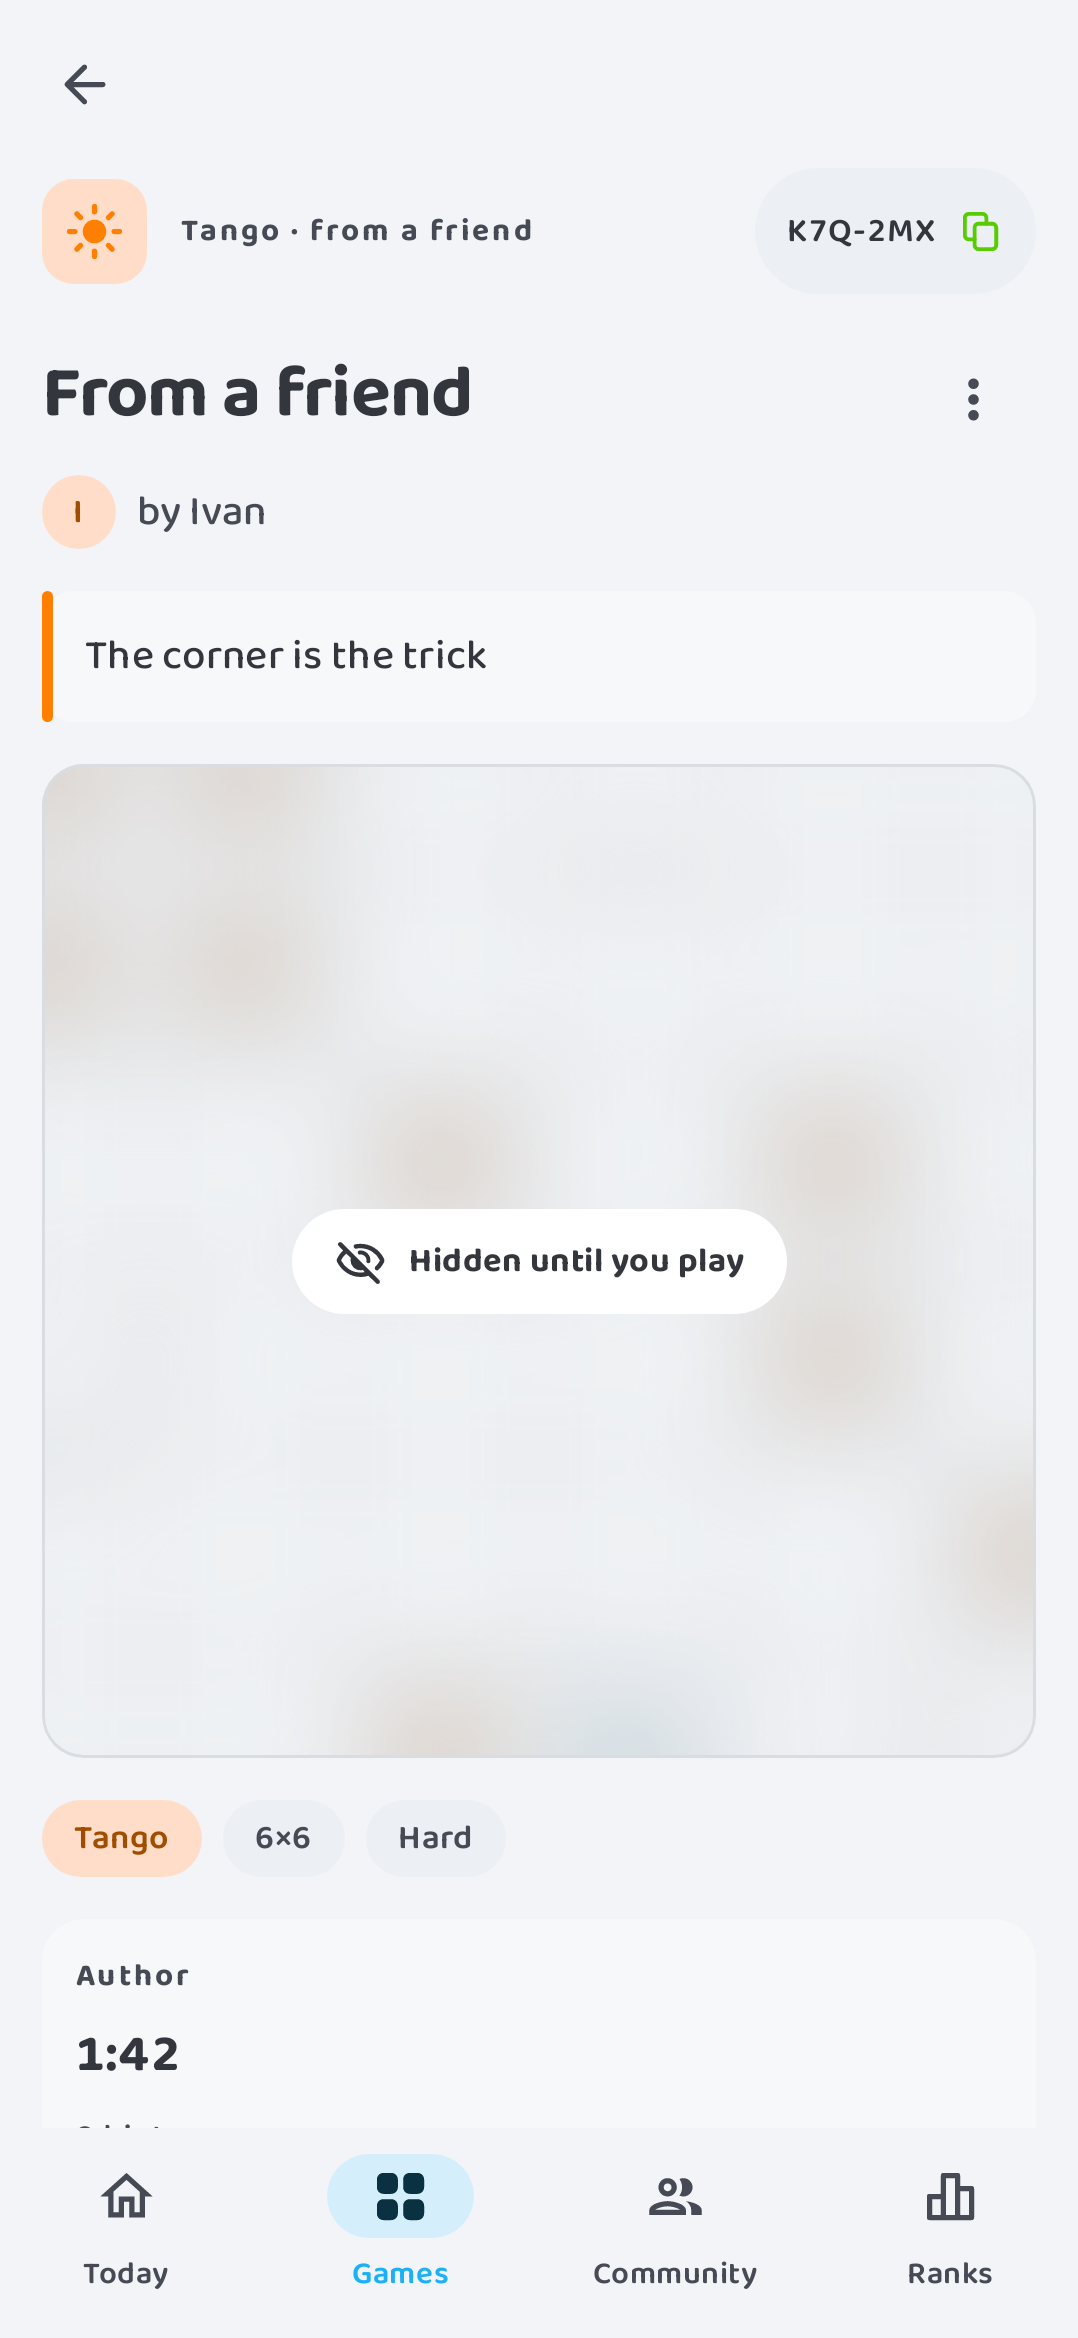 Tango · from a friend
K7Q-2MX
From a friend
I
by Ivan
The corner is the trick
Hidden until you play
Tango
6×6
Hard
Author
1:42
Today
Games
Community
Ranks